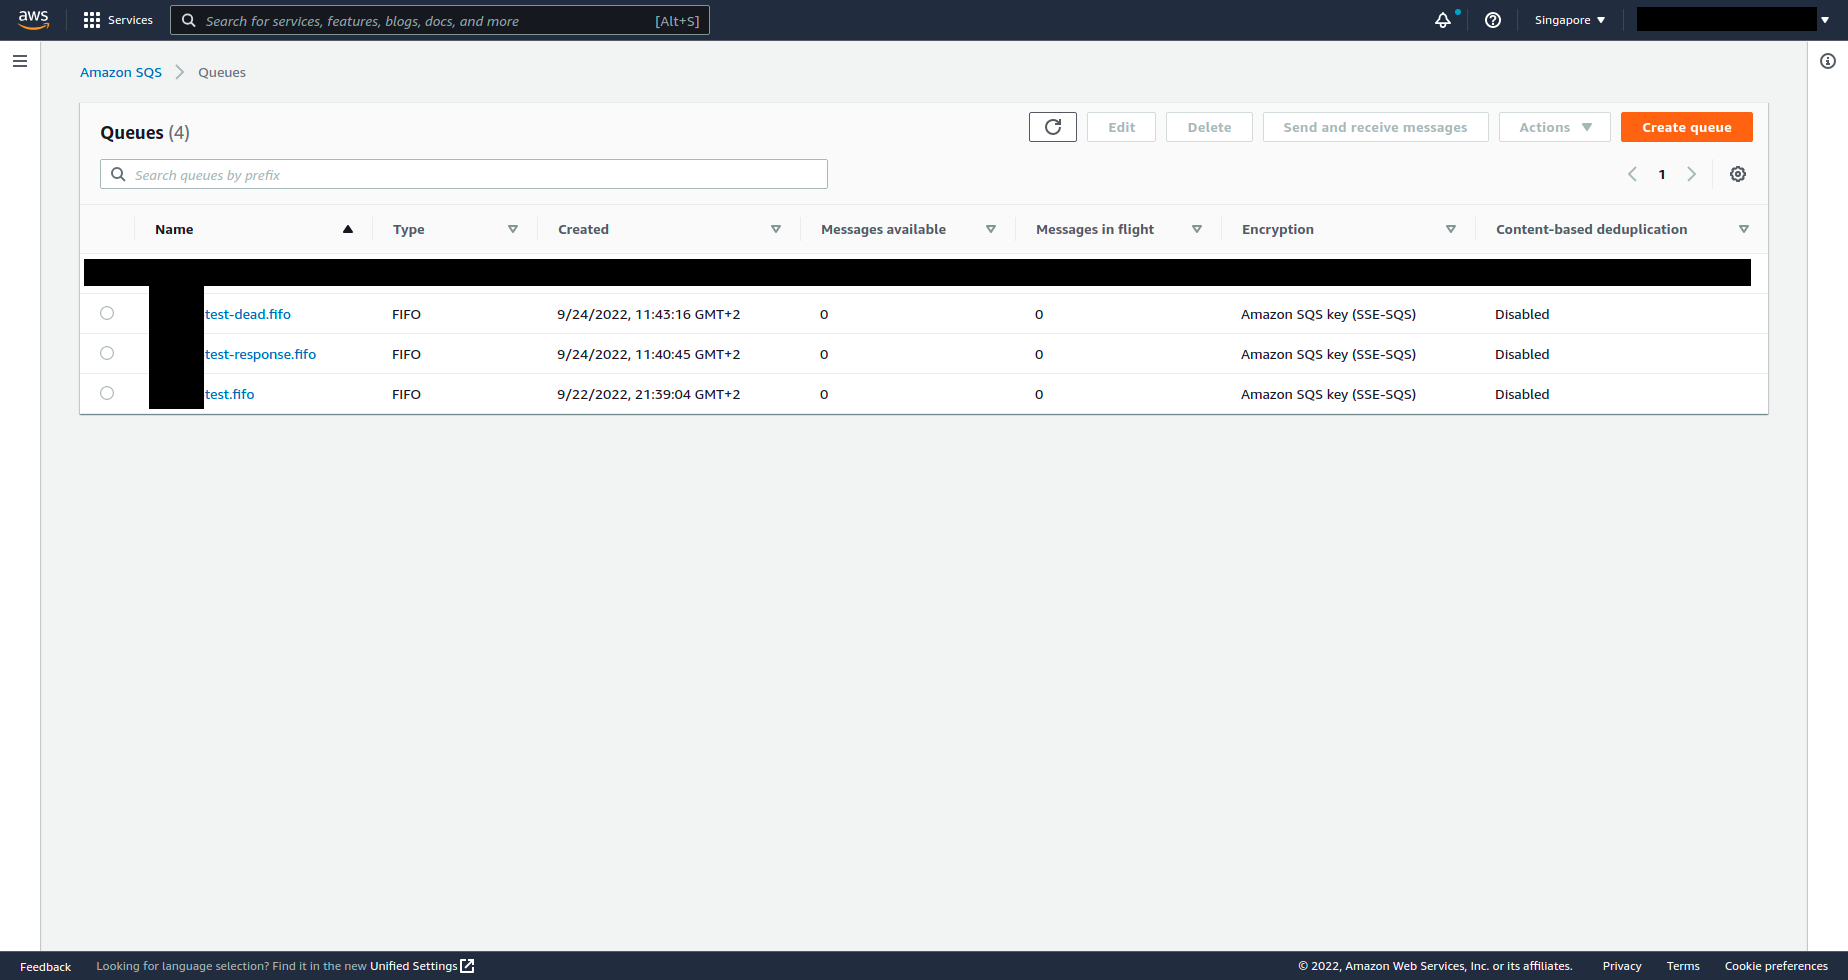 aws Services Search for services, features, blogs, docs, and more [Alt+S] Singapore
Amazon SQS Queues
Queues (4) Edit Delete Send and receive messages Actions Create queue
Search queues by prefix 1
Name Type Created Messages available Messages in flight Encryption Content-based deduplication
test-dead.fifo FIFO 9/24/2022, 11:43:16 GMT+2 0 0 Amazon SQS key (SSE-SQS) Disabled
test-response.fifo FIFO 9/24/2022, 11:40:45 GMT+2 0 0 Amazon SQS key (SSE-SQS) Disabled
test.fifo FIFO 9/22/2022, 21:39:04 GMT+2 0 0 Amazon SQS key (SSE-SQS) Disabled
Feedback Looking for language selection? Find it in the new Unified Settings © 2022, Amazon Web Services, Inc. or its affiliates. Privacy Terms Cookie preferences